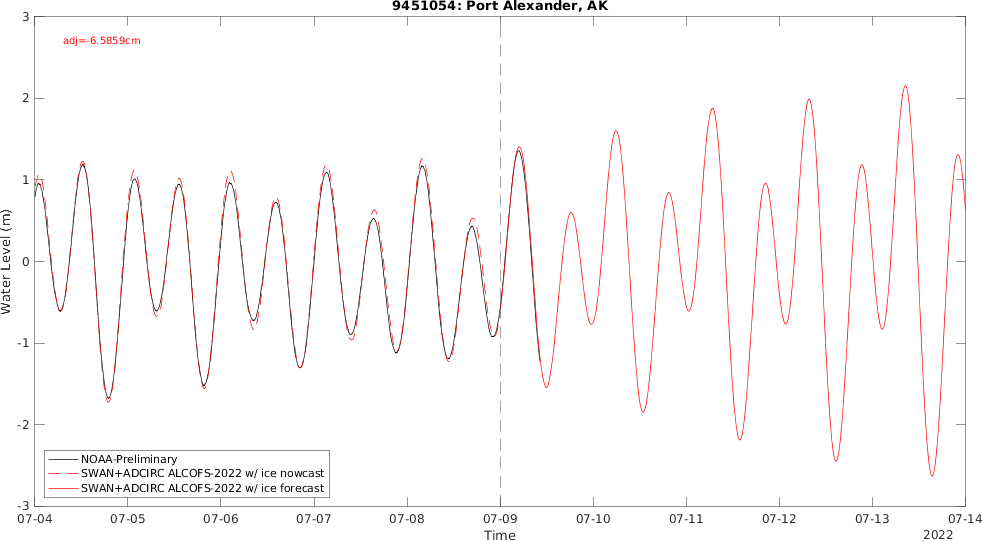 9451054: Port Alexander, AK
adj=-6.5859cm
3
2
1
0
-1
-2
-3
Water Level (m)
NOAA-Preliminary
SWAN+ADCIRC ALCOFS-2022 w/ ice nowcast
SWAN+ADCIRC ALCOFS-2022 w/ ice forecast
07-04 07-05 07-06 07-07 07-08 07-09 07-10 07-11 07-12 07-13 07-14
Time
2022